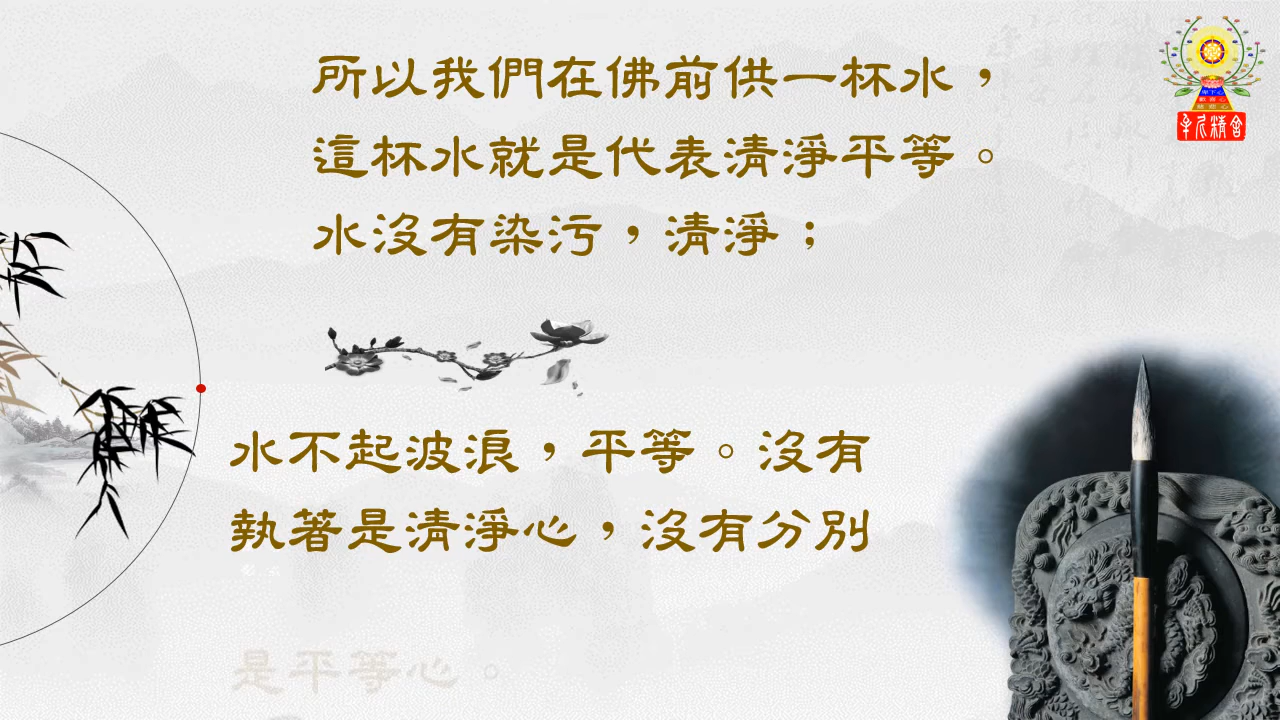 所以我們在佛前供一杯水，
這杯水就是代表清淨平等。
水沒有染污，清淨；
水不起波浪，平等。沒有
執著是清淨心，沒有分別
是平等心。